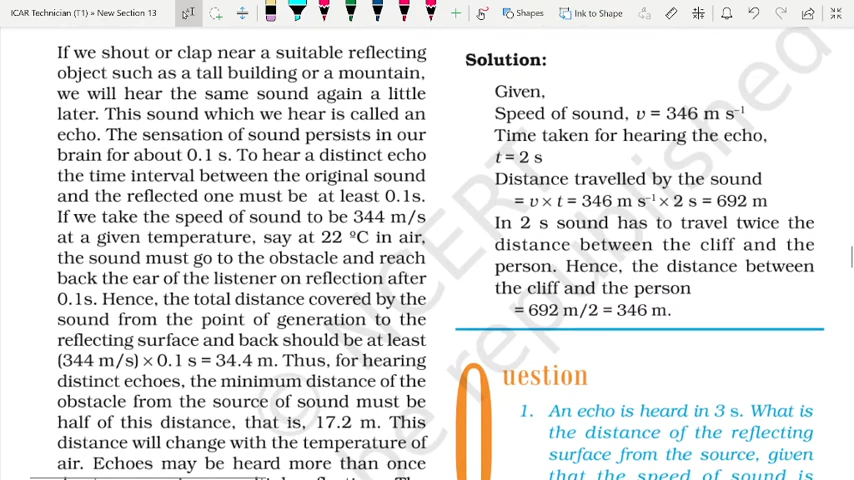 ICAR Technician (T1) » New Section 13
Shapes
Ink to Shape
If we shout or clap near a suitable reflecting
object such as a tall building or a mountain,
we will hear the same sound again a little
later. This sound which we hear is called an
echo. The sensation of sound persists in our
brain for about 0.1 s. To hear a distinct echo
the time interval between the original sound
and the reflected one must be at least 0.1s.
If we take the speed of sound to be 344 m/s
at a given temperature, say at 22 ºC in air,
the sound must go to the obstacle and reach
back the ear of the listener on reflection after
0.1s. Hence, the total distance covered by the
sound from the point of generation to the
reflecting surface and back should be at least
(344 m/s) × 0.1 s = 34.4 m. Thus, for hearing
distinct echoes, the minimum distance of the
obstacle from the source of sound must be
half of this distance, that is, 17.2 m. This
distance will change with the temperature of
air. Echoes may be heard more than once
Solution:
Given,
Speed of sound, v = 346 m s⁻¹
Time taken for hearing the echo,
t = 2 s
Distance travelled by the sound
= v × t = 346 m s⁻¹ × 2 s = 692 m
In 2 s sound has to travel twice the
distance between the cliff and the
person. Hence, the distance between
the cliff and the person
= 692 m/2 = 346 m.
Question
1. An echo is heard in 3 s. What is
the distance of the reflecting
surface from the source, given
that the speed of sound is
© NCERT
be republished